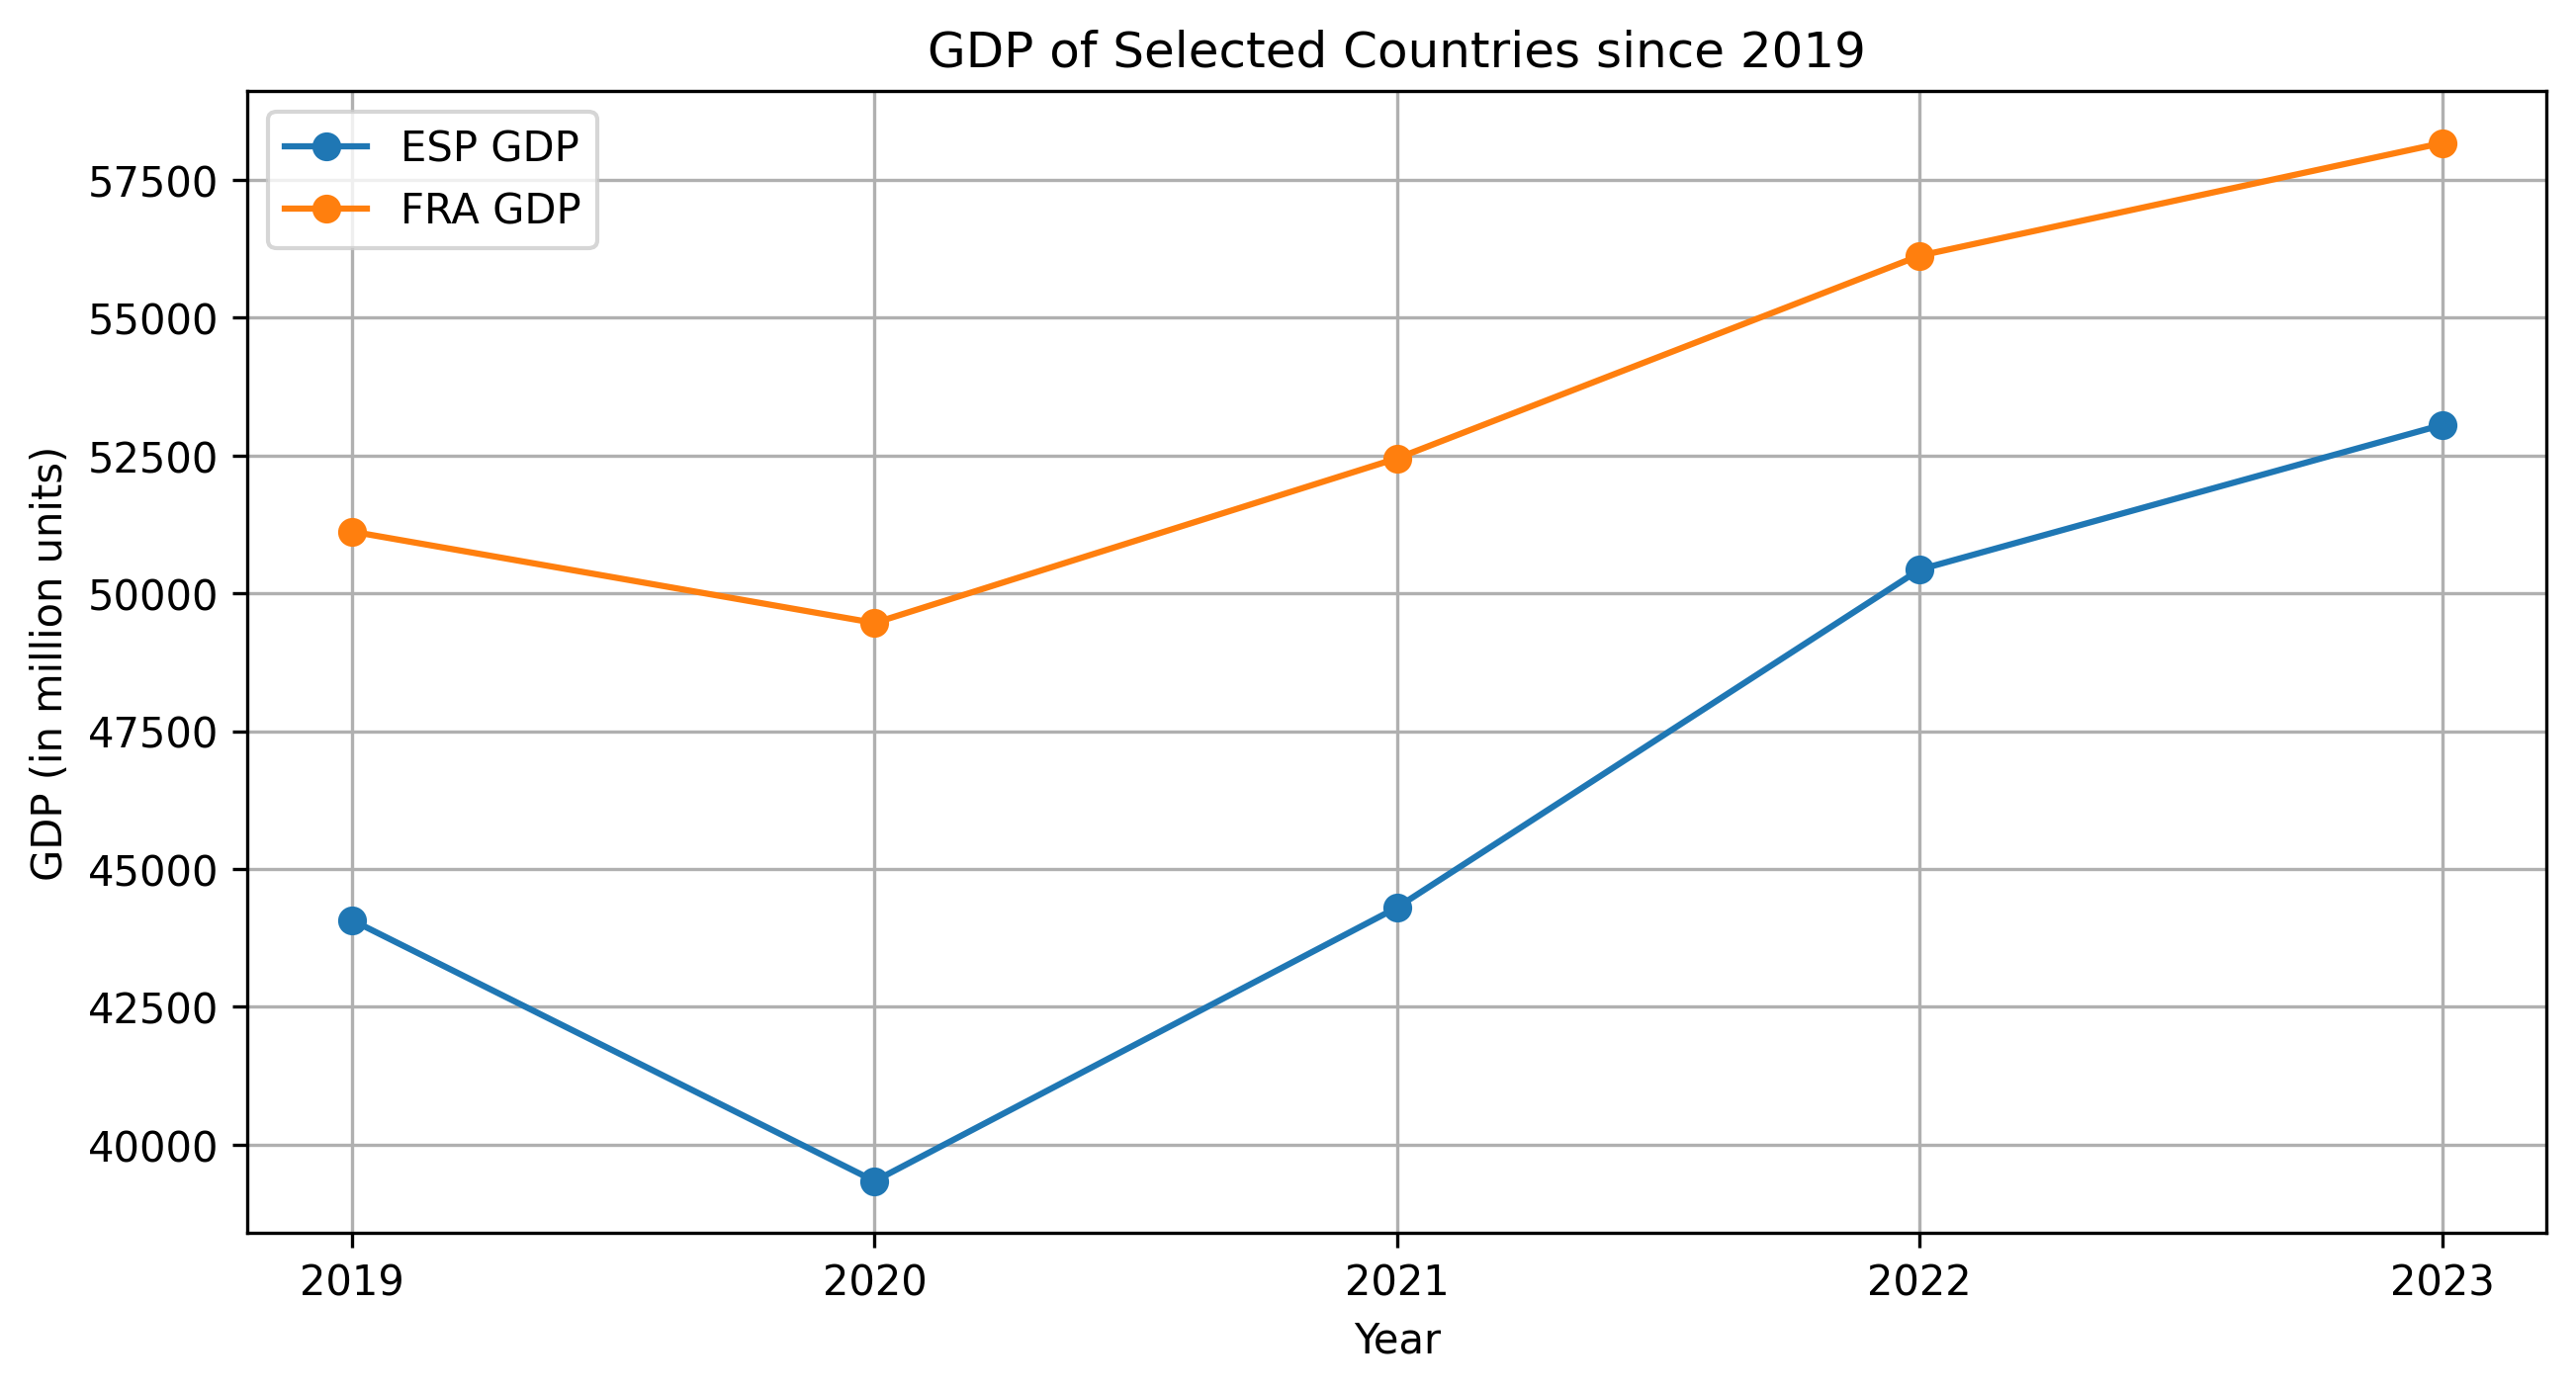 GDP of Selected Countries since 2019
ESP GDP
FRA GDP
57500
55000
52500
50000
47500
45000
42500
40000
GDP (in million units)
2019 2020 2021 2022 2023
Year